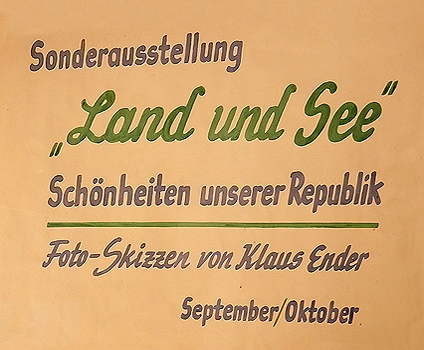 Sonderausstellung
„Land und See“
Schönheiten unserer Republik
Foto-Skizzen von Klaus Ender
September/Oktober